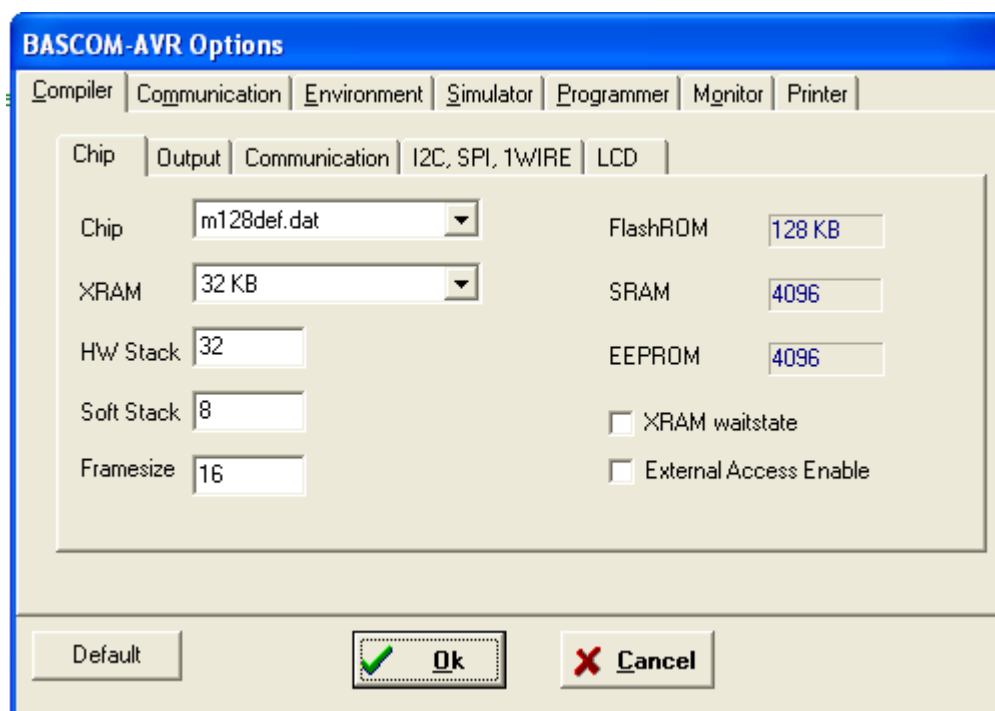 BASCOM-AVR Options
Compiler Communication Environment Simulator Programmer Monitor Printer
Chip Output Communication I2C, SPI, 1WIRE LCD
Chip m128def.dat FlashROM 128 KB
XRAM 32 KB SRAM 4096
HW Stack 32 EEPROM 4096
Soft Stack 8 XRAM waitstate
Framesize 16 External Access Enable
Default Ok Cancel